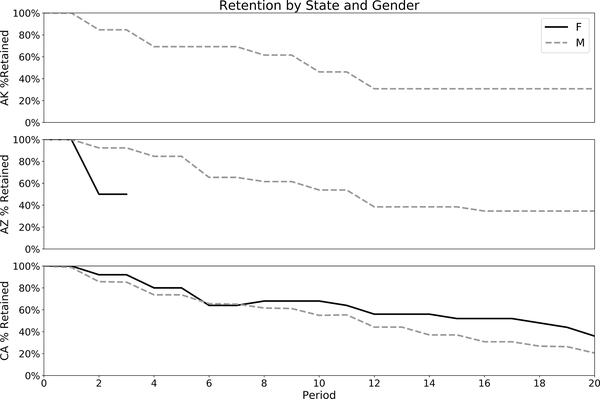 Retention by State and Gender
100%
80%
60%
40%
20%
0%
AK %Retained
F
M
100%
80%
60%
40%
20%
0%
AZ % Retained
100%
80%
60%
40%
20%
0%
CA % Retained
0 2 4 6 8 10 12 14 16 18 20
Period